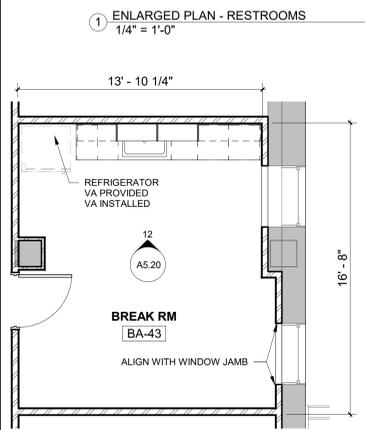 1 ENLARGED PLAN - RESTROOMS
1/4" = 1'-0"
13' - 10 1/4"
REFRIGERATOR
VA PROVIDED
VA INSTALLED
12
A5.20
16' - 8"
BREAK RM
BA-43
ALIGN WITH WINDOW JAMB